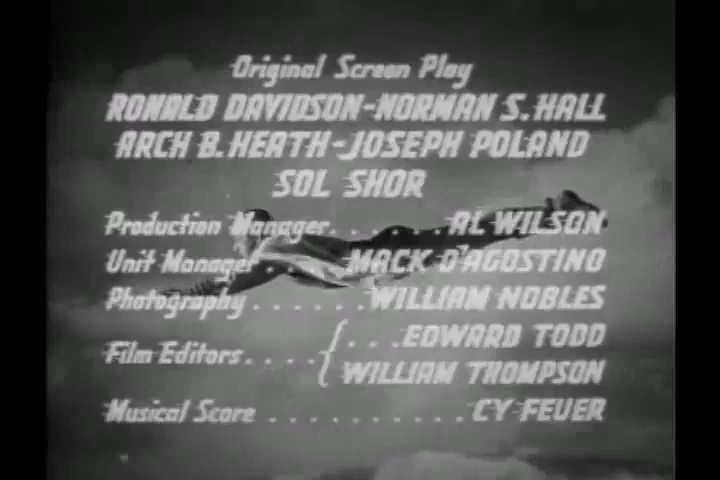 Original Screen Play
RONALD DAVIDSON-NORMAN S. HALL
ARCH B. HEATH-JOSEPH POLAND
SOL SHOR
Production Manager.......AL WILSON
Unit Manager.......MACK D'AGOSTINO
Photography.......WILLIAM NOBLES
Film Editors....{...EDWARD TODD
WILLIAM THOMPSON
Musical Score ..........CY FEUER